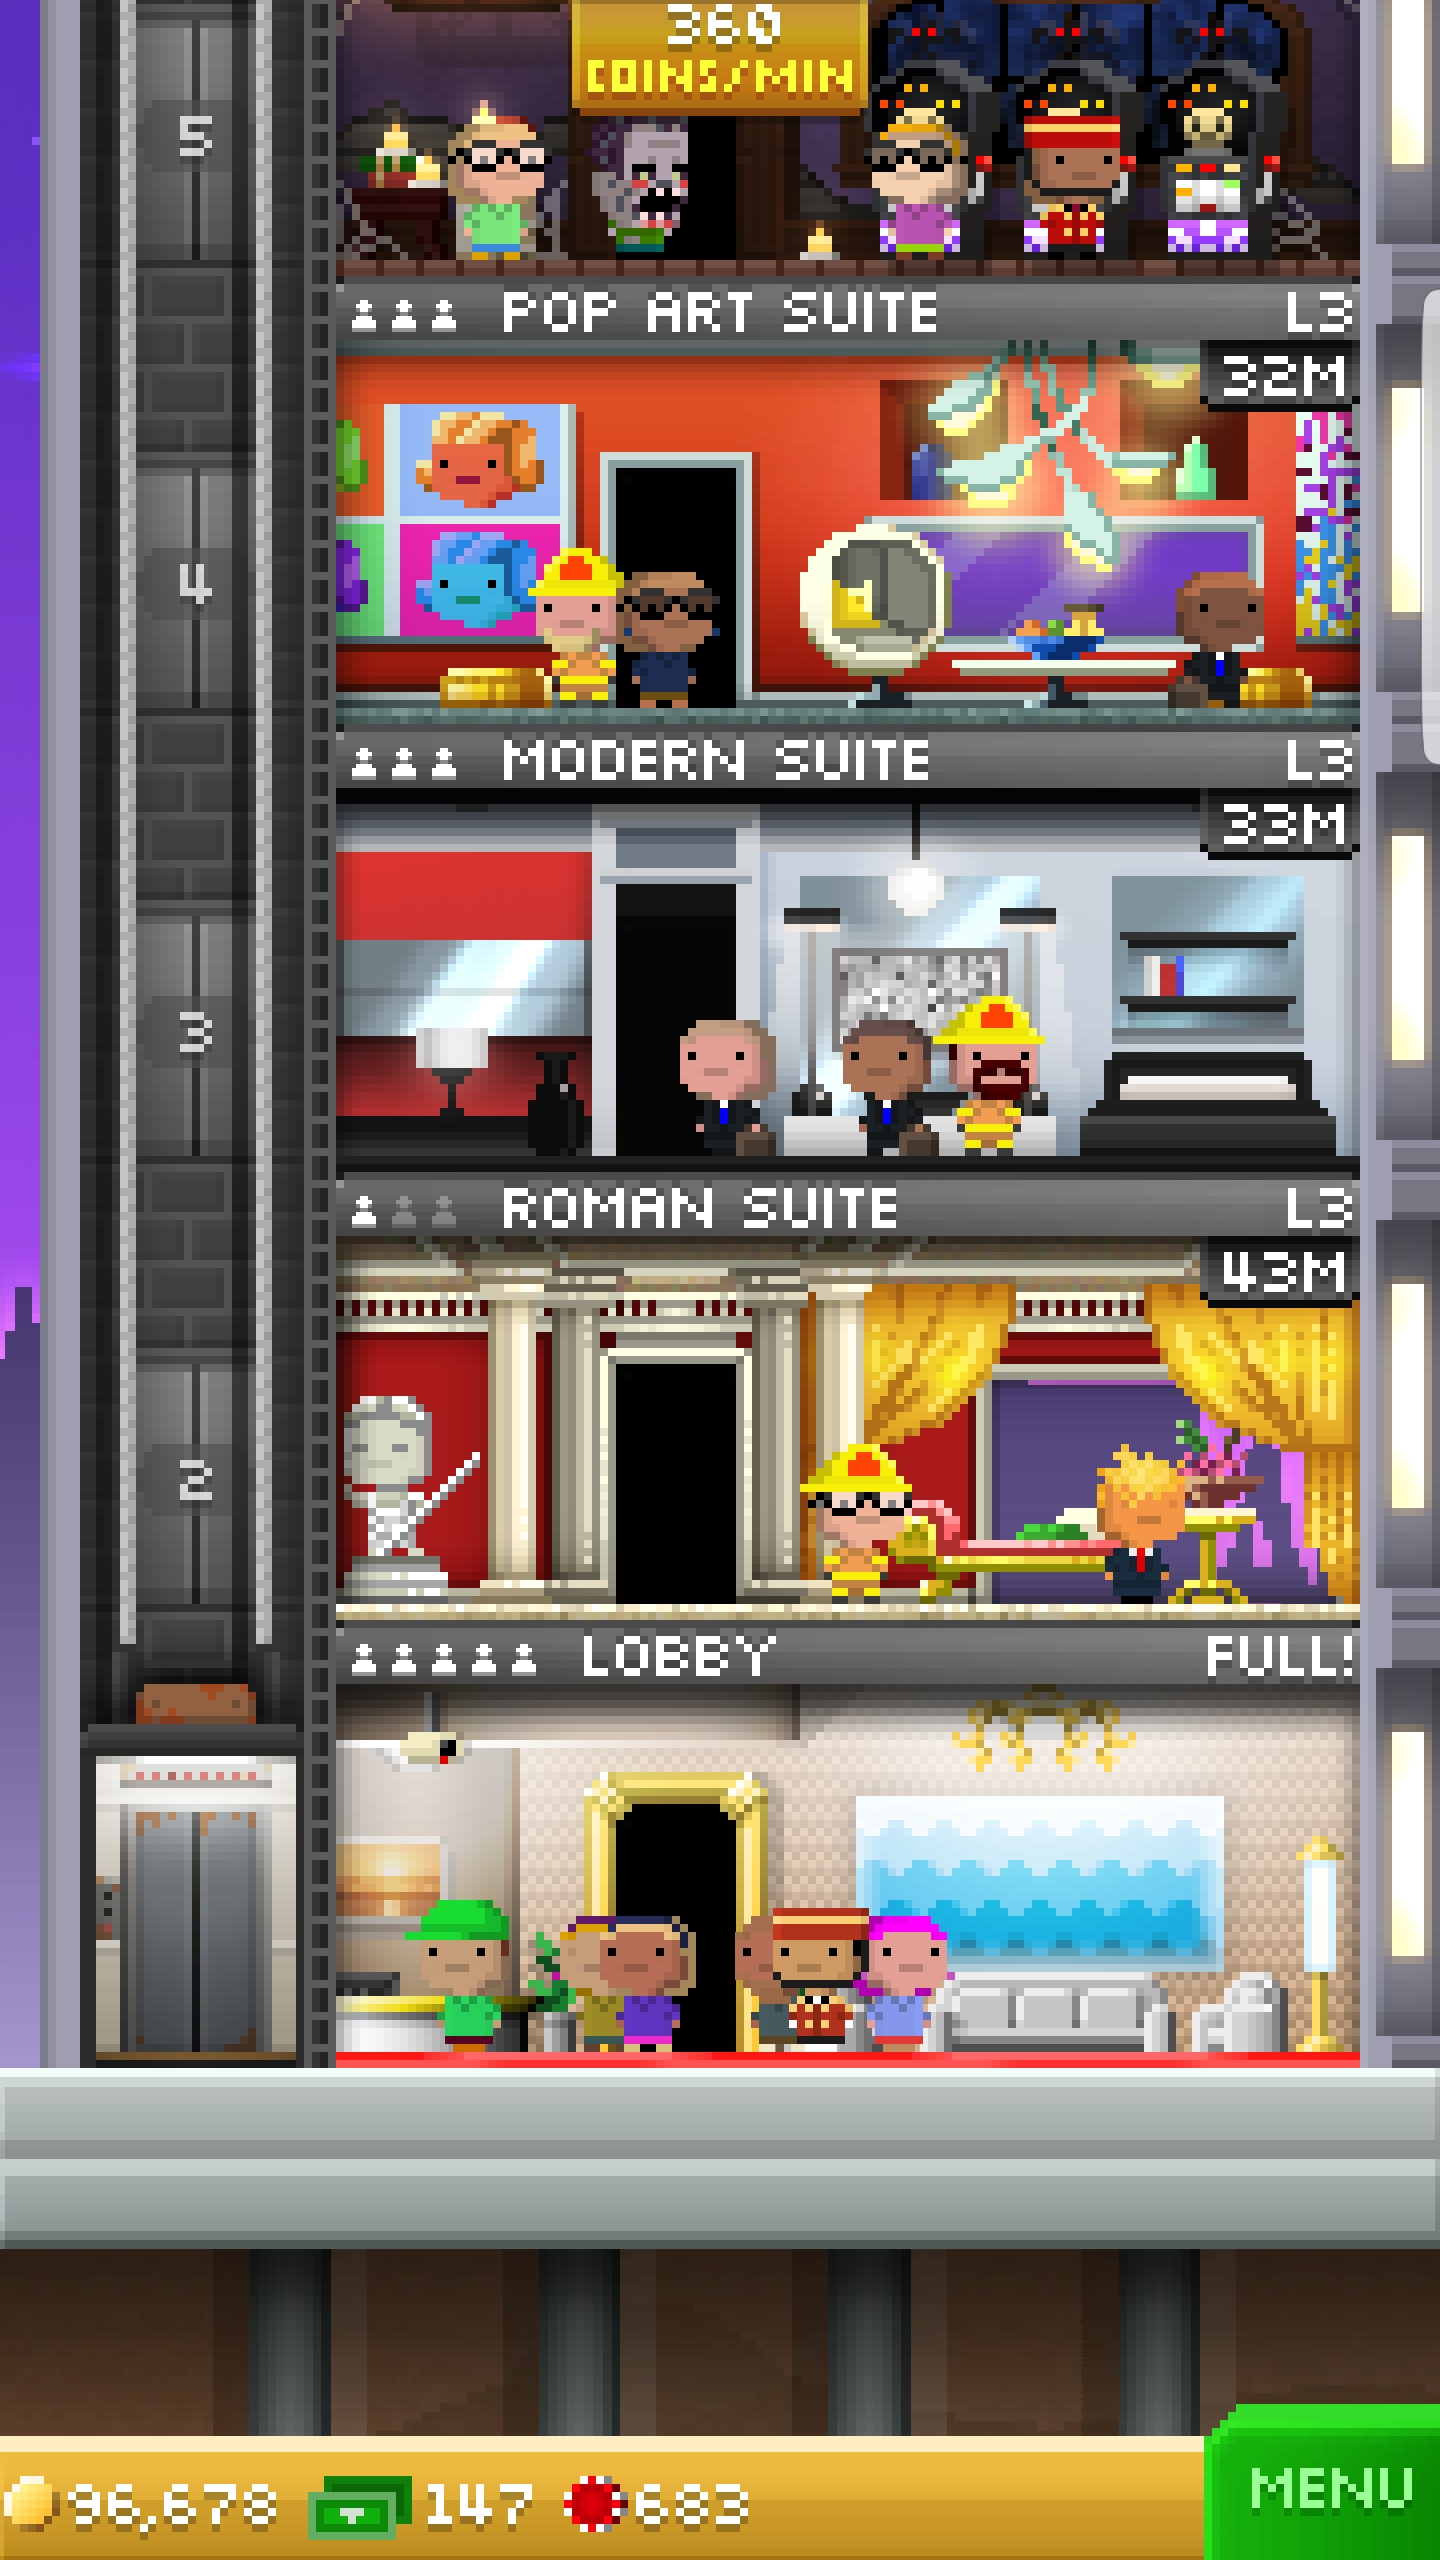 360
COINS/MIN
5
POP ART SUITE L3
32M
4
MODERN SUITE L3
33M
3
ROMAN SUITE L3
43M
2
LOBBY FULL!
96,678 147 683
MENU